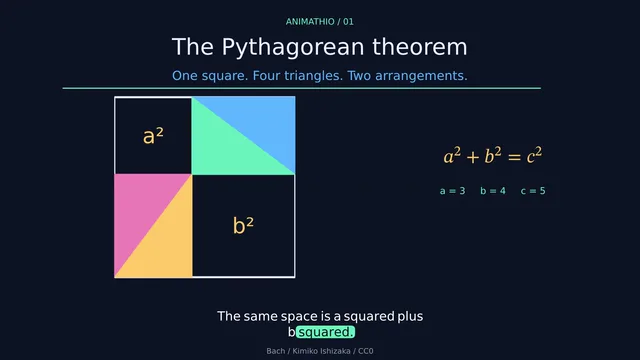 ANIMATHIO / 01
The Pythagorean theorem
One square. Four triangles. Two arrangements.
a²
b²
a² + b² = c²
a = 3 b = 4 c = 5
The same space is a squared plus
b squared.
Bach / Kimiko Ishizaka / CC0